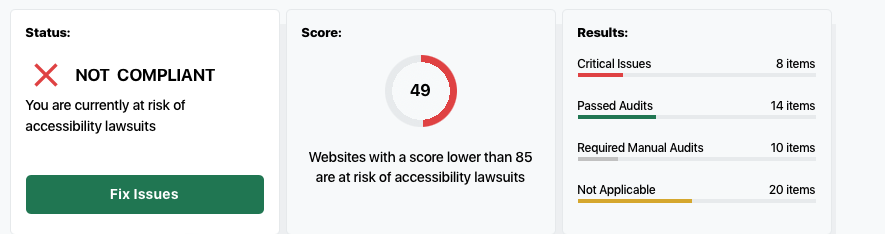 Status:
NOT COMPLIANT
You are currently at risk of
accessibility lawsuits
Fix Issues
Score:
49
Websites with a score lower than 85
are at risk of accessibility lawsuits
Results:
Critical Issues 8 items
Passed Audits 14 items
Required Manual Audits 10 items
Not Applicable 20 items